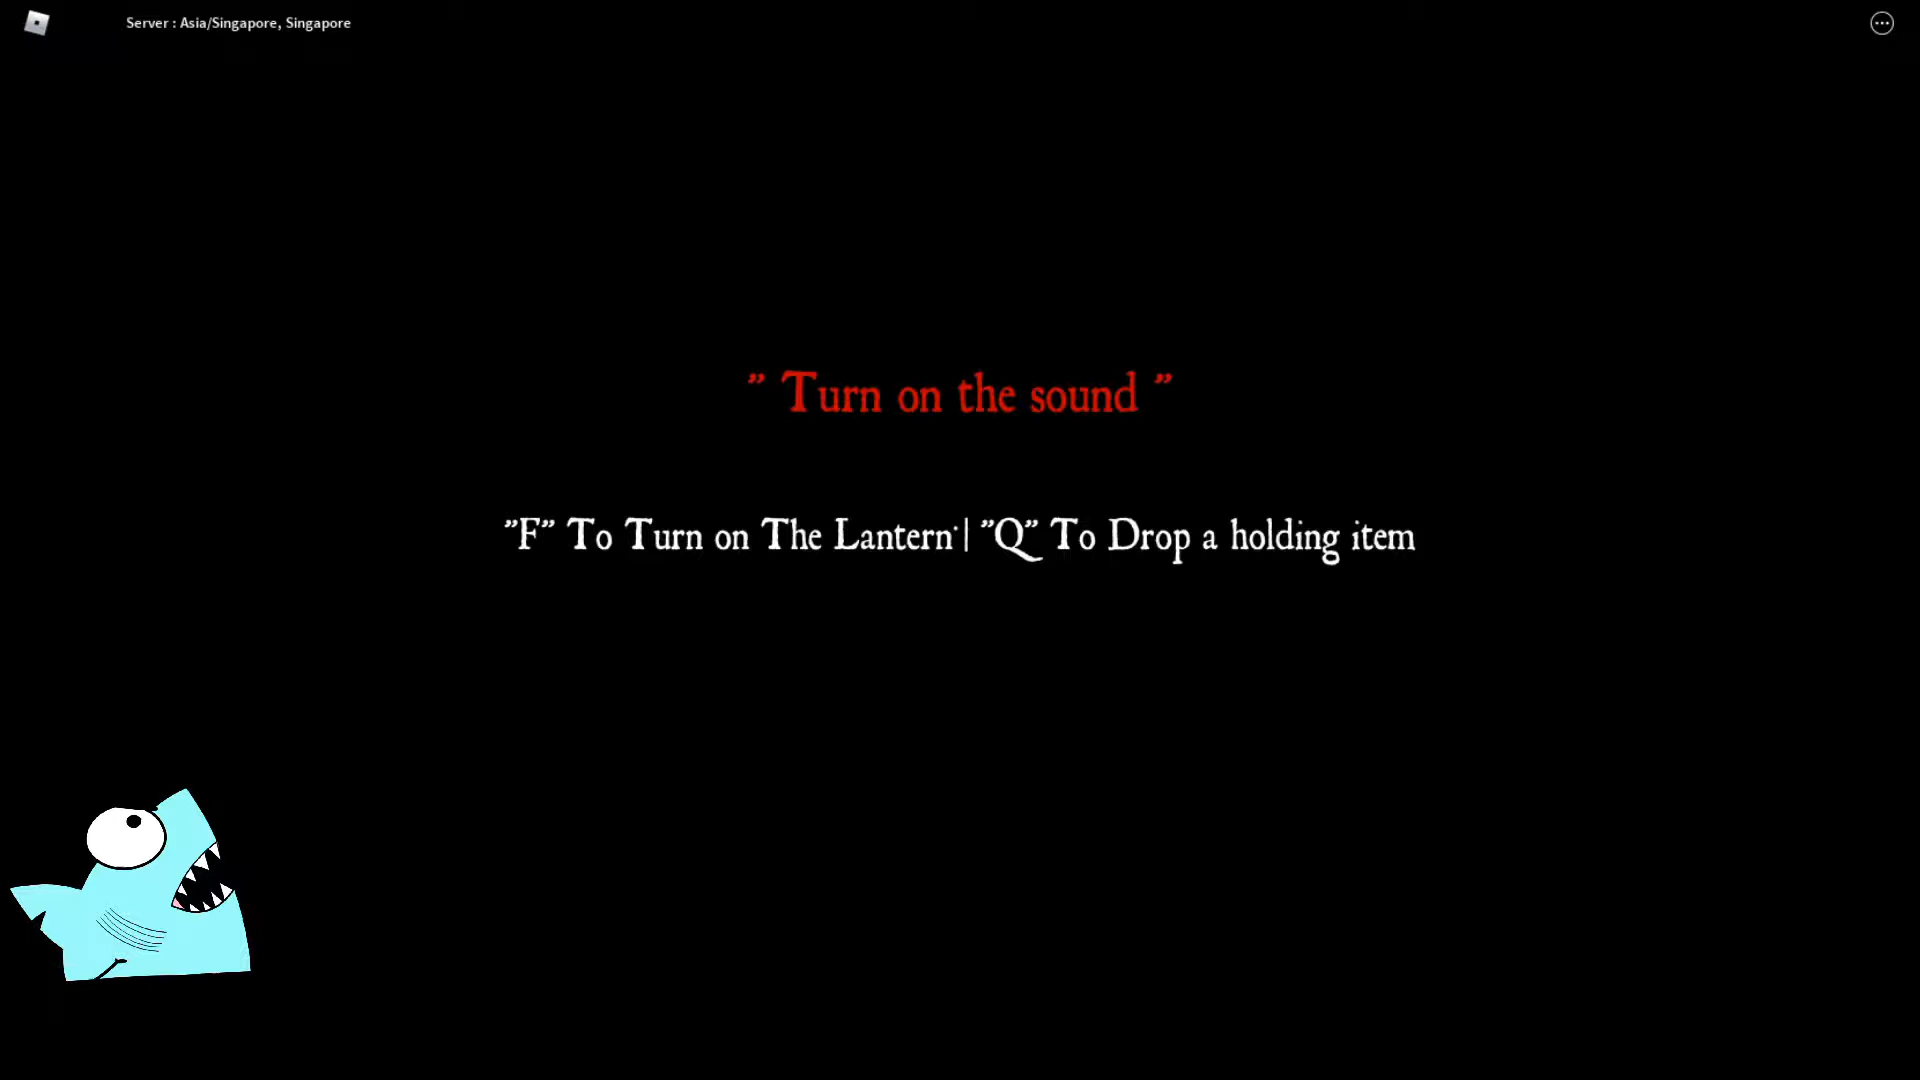 Server : Asia/Singapore, Singapore
" Turn on the sound "
"F" To Turn on The Lantern | "Q" To Drop a holding item